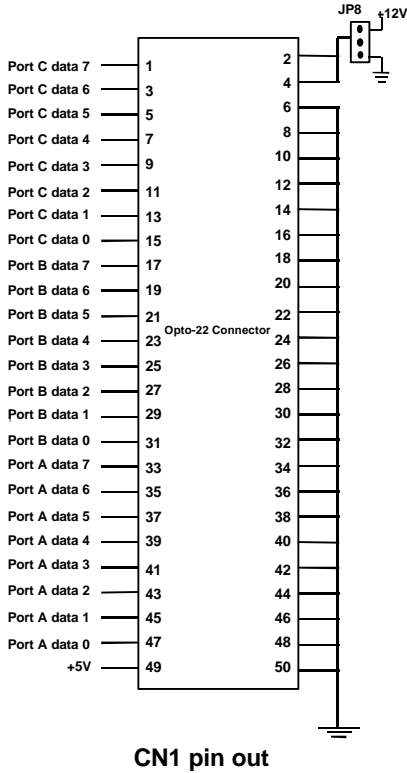 JP8
+12V
Port C data 7 1 2
Port C data 6 3 4
Port C data 5 5 6
Port C data 4 7 8
Port C data 3 9 10
Port C data 2 11 12
Port C data 1 13 14
Port C data 0 15 16
Port B data 7 17 18
Port B data 6 19 20
Port B data 5 21 22
Opto-22 Connector
Port B data 4 23 24
Port B data 3 25 26
Port B data 2 27 28
Port B data 1 29 30
Port B data 0 31 32
Port A data 7 33 34
Port A data 6 35 36
Port A data 5 37 38
Port A data 4 39 40
Port A data 3 41 42
Port A data 2 43 44
Port A data 1 45 46
Port A data 0 47 48
+5V 49 50
CN1 pin out